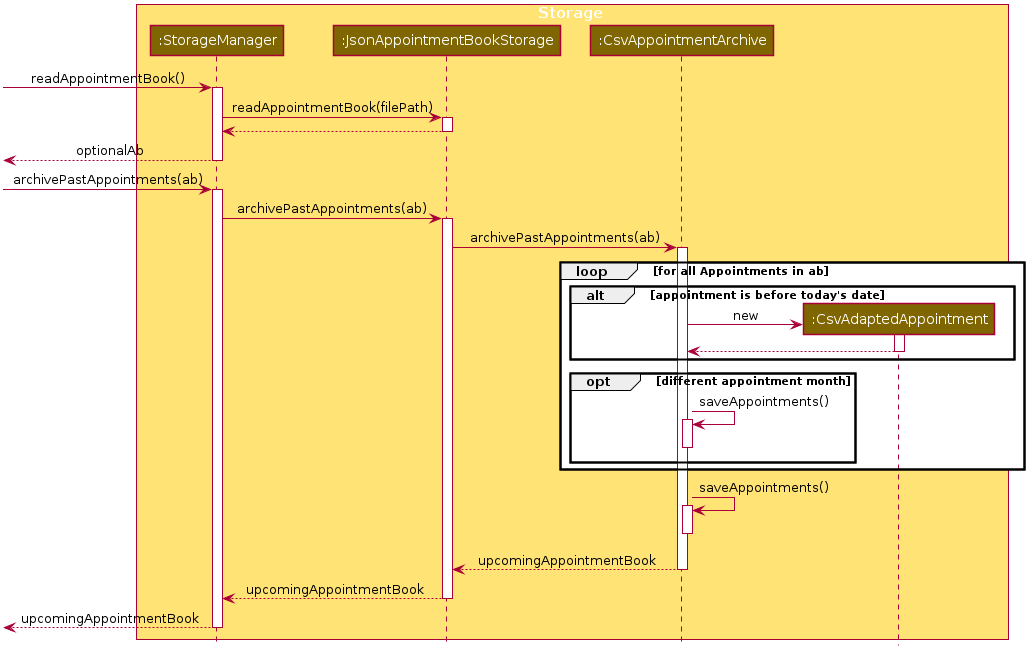 Storage
:StorageManager
:JsonAppointmentBookStorage
:CsvAppointmentArchive
readAppointmentBook()
readAppointmentBook(filePath)
optionalAb
archivePastAppointments(ab)
archivePastAppointments(ab)
archivePastAppointments(ab)
loop [for all Appointments in ab]
alt [appointment is before today's date]
new
:CsvAdaptedAppointment
opt [different appointment month]
saveAppointments()
saveAppointments()
upcomingAppointmentBook
upcomingAppointmentBook
upcomingAppointmentBook